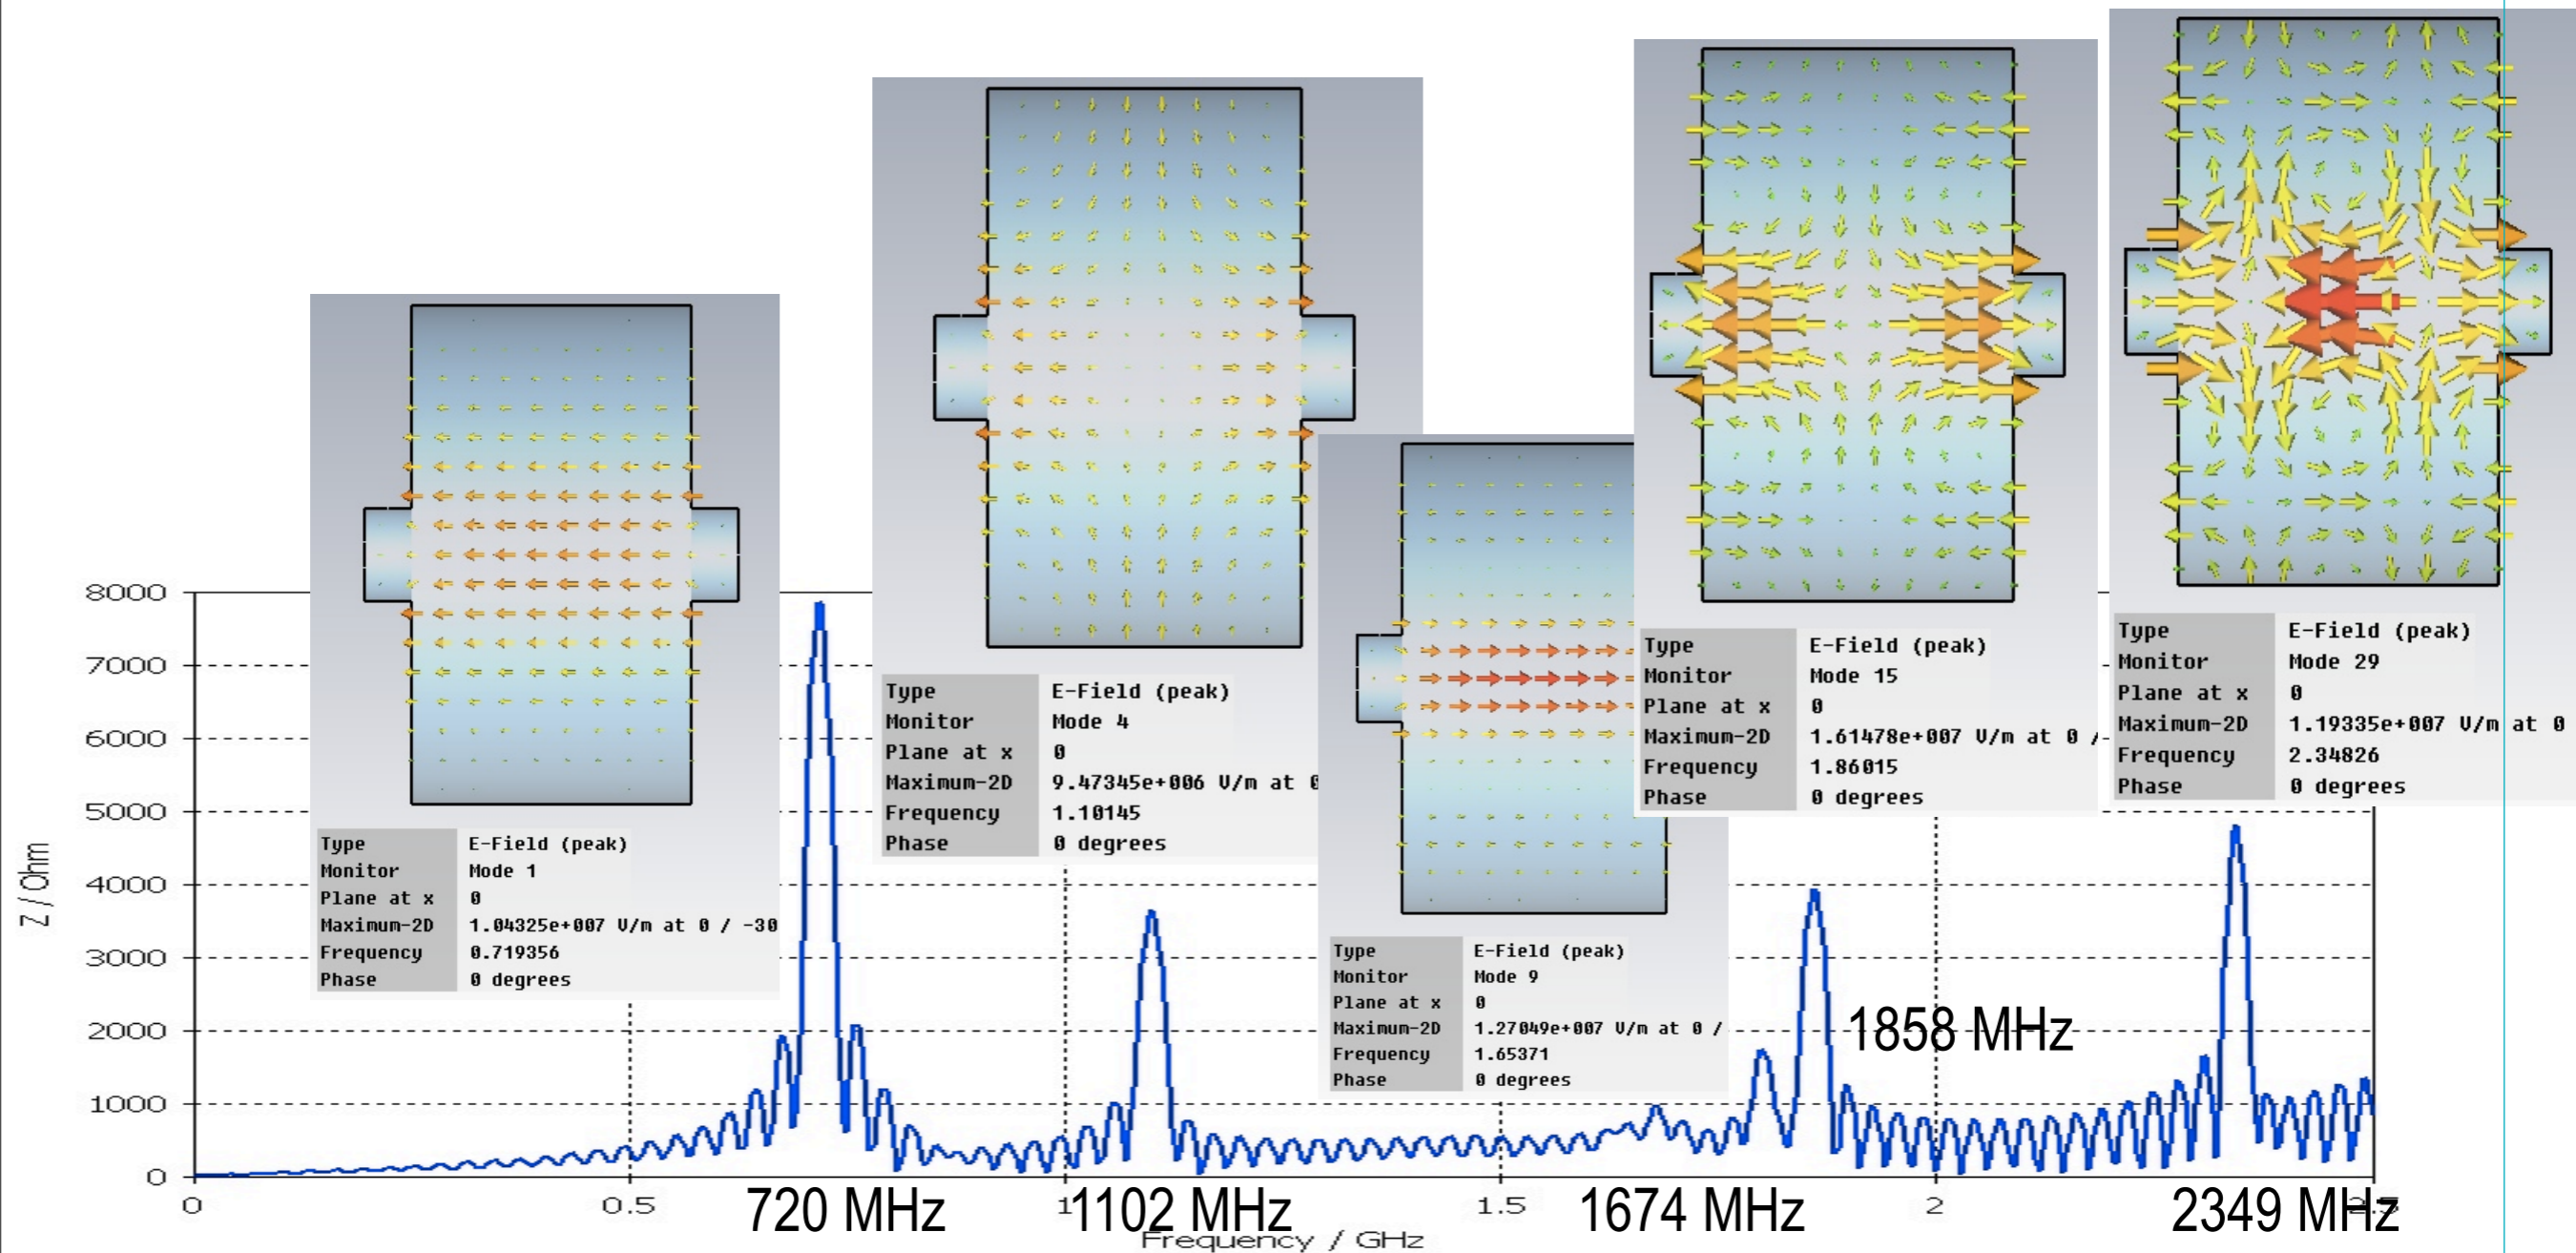 Type E-Field (peak)
Monitor Mode 1
Plane at x 0
Maximum-2D 1.04325e+007 V/m at 0 / -30
Frequency 0.719356
Phase 0 degrees
Type E-Field (peak)
Monitor Mode 4
Plane at x 0
Maximum-2D 9.47345e+006 V/m at 0
Frequency 1.10145
Phase 0 degrees
Type E-Field (peak)
Monitor Mode 9
Plane at x 0
Maximum-2D 1.27049e+007 V/m at 0 /
Frequency 1.65371
Phase 0 degrees
Type E-Field (peak)
Monitor Mode 15
Plane at x 0
Maximum-2D 1.61478e+007 V/m at 0 /
Frequency 1.86015
Phase 0 degrees
Type E-Field (peak)
Monitor Mode 29
Plane at x 0
Maximum-2D 1.19335e+007 V/m at 0
Frequency 2.34826
Phase 0 degrees
8000
7000
6000
5000
4000
3000
2000
1000
0
Z / Ohm
1858 MHz
0 0.5 1 1.5 2 2.5
720 MHz 1102 MHz 1674 MHz 2349 MHz
Frequency / GHz